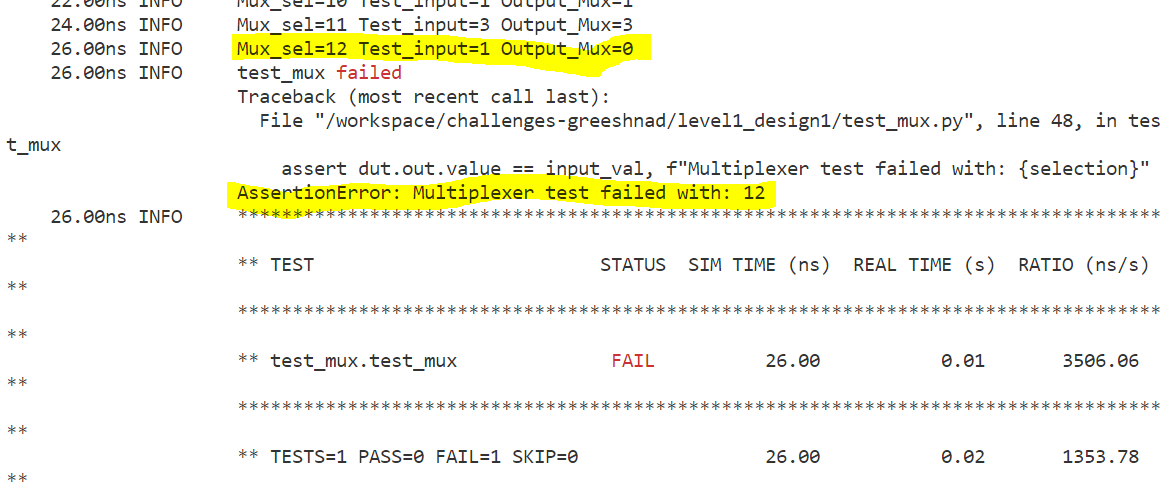 22.00ns INFO Mux_sel=10 Test_input=1 Output_Mux=1
24.00ns INFO Mux_sel=11 Test_input=3 Output_Mux=3
26.00ns INFO Mux_sel=12 Test_input=1 Output_Mux=0
26.00ns INFO test_mux failed
Traceback (most recent call last):
File "/workspace/challenges-greeshnad/level1_design1/test_mux.py", line 48, in tes
t_mux
assert dut.out.value == input_val, f"Multiplexer test failed with: {selection}"
AssertionError: Multiplexer test failed with: 12
26.00ns INFO ************************************************************************************
**
** TEST STATUS SIM TIME (ns) REAL TIME (s) RATIO (ns/s)
**
************************************************************************************
**
** test_mux.test_mux FAIL 26.00 0.01 3506.06
**
************************************************************************************
**
** TESTS=1 PASS=0 FAIL=1 SKIP=0 26.00 0.02 1353.78
**